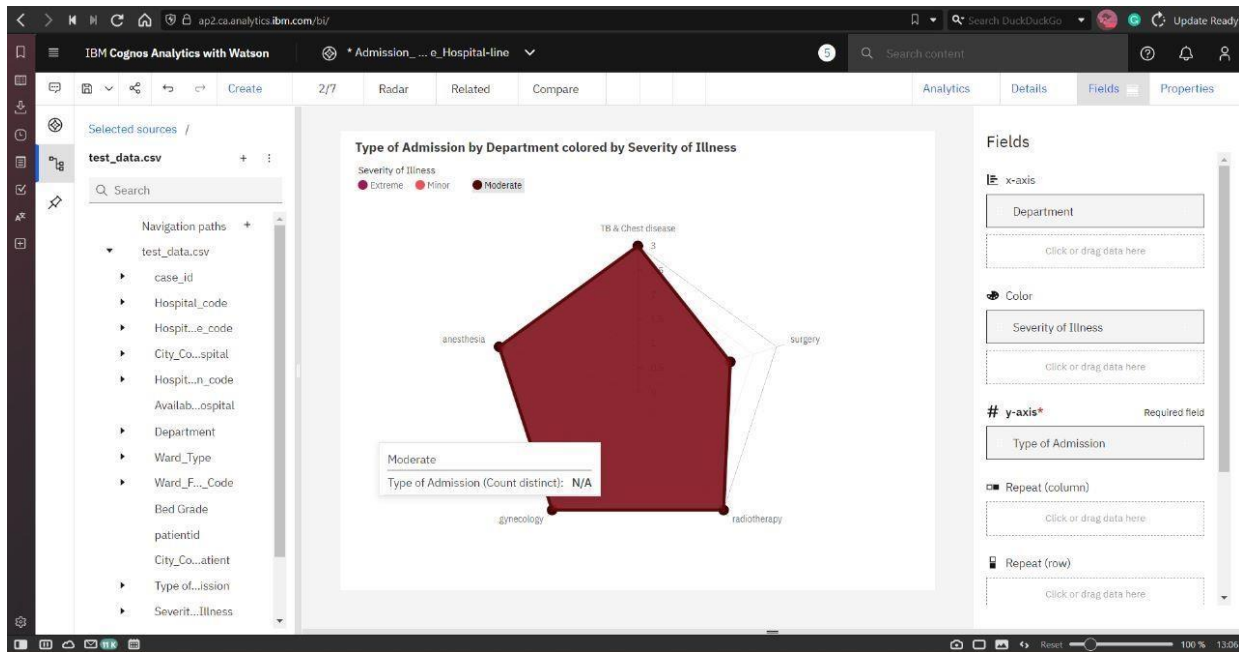 ap2.ca.analytics.ibm.com/bi/
Search DuckDuckGo
Update Ready
IBM Cognos Analytics with Watson
* Admission_ ... e_Hospital-line
5
Search content
Create
2/7
Radar
Related
Compare
Analytics
Details
Fields
Properties
Selected sources /
test_data.csv
Search
Navigation paths +
test_data.csv
case_id
Hospital_code
Hospit...e_code
City_Co...spital
Hospit...n_code
Availab...ospital
Department
Ward_Type
Ward_F..._Code
Bed Grade
patientid
City_Co...atient
Type of...ission
Severit...Illness
Type of Admission by Department colored by Severity of Illness
Severity of Illness
Extreme Minor Moderate
TB & Chest disease
3
anesthesia
surgery
Moderate
Type of Admission (Count distinct): N/A
gynecology
radiotherapy
Fields
x-axis
Department
Click or drag data here
Color
Severity of Illness
Click or drag data here
# y-axis*
Required field
Type of Admission
Repeat (column)
Click or drag data here
Repeat (row)
Click or drag data here
11 K
Reset
100 %
13:06